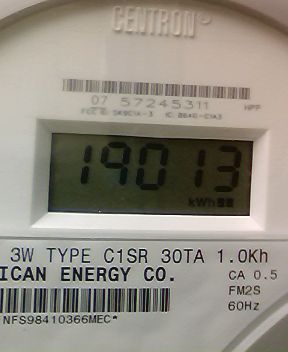 CENTRON®
07 57245311 HPP
19013
kWh
3W TYPE C1SR 30TA 1.0Kh
ICAN ENERGY CO. CA 0.5
FM2S
60Hz
NFS98410366MEC*